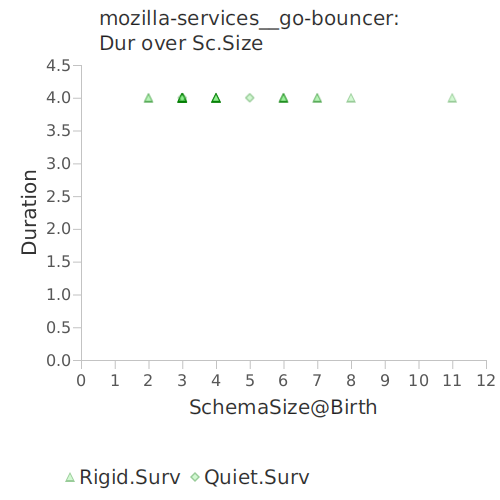 mozilla-services__go-bouncer:
Dur over Sc.Size
4.5
4.0
3.5
3.0
2.5
2.0
1.5
1.0
0.5
0.0
Duration
0 1 2 3 4 5 6 7 8 9 10 11 12
SchemaSize@Birth
Rigid.Surv Quiet.Surv